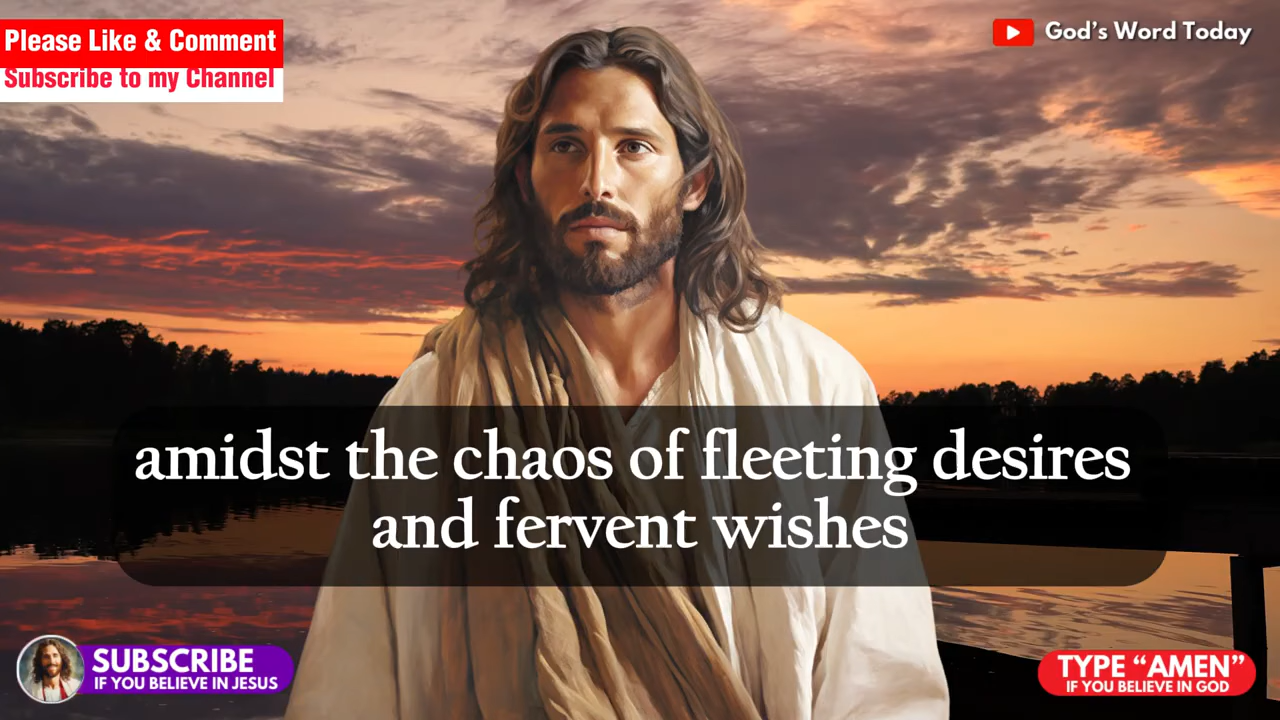 Please Like & Comment
Subscribe to my Channel
God's Word Today
amidst the chaos of fleeting desires
and fervent wishes
SUBSCRIBE
IF YOU BELIEVE IN JESUS
TYPE “AMEN”
IF YOU BELIEVE IN GOD